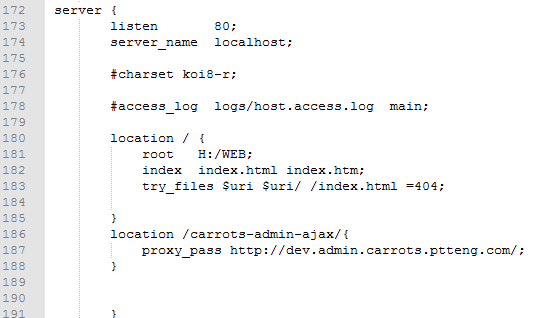 172 server {
173 listen 80;
174 server_name localhost;
175
176 #charset koi8-r;
177
178 #access_log logs/host.access.log main;
179
180 location / {
181 root H:/WEB;
182 index index.html index.htm;
183 try_files $uri $uri/ /index.html =404;
184
185 }
186 location /carrots-admin-ajax/{
187 proxy_pass http://dev.admin.carrots.ptteng.com/;
188 }
189
190
191 }